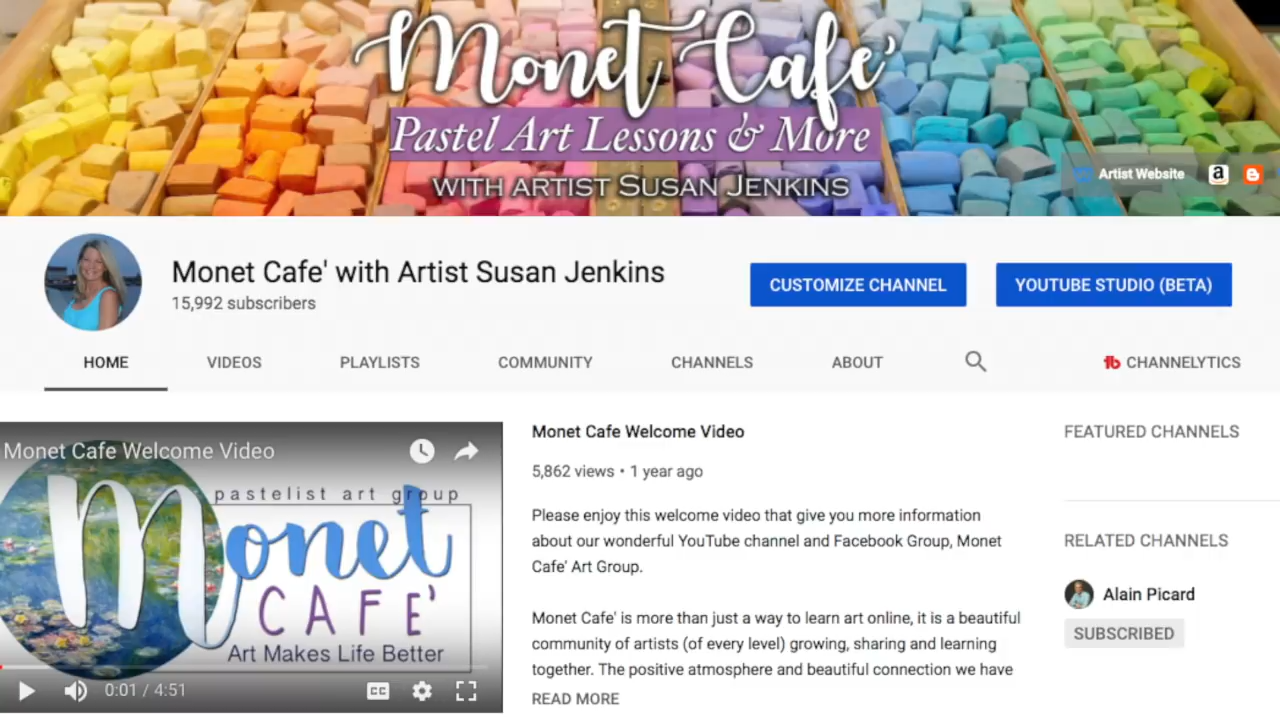 Monet Cafe'
Pastel Art Lessons & More
WITH ARTIST SUSAN JENKINS
Artist Website
Monet Cafe' with Artist Susan Jenkins
15,992 subscribers
CUSTOMIZE CHANNEL
YOUTUBE STUDIO (BETA)
HOME
VIDEOS
PLAYLISTS
COMMUNITY
CHANNELS
ABOUT
CHANNELYTICS
Monet Cafe Welcome Video
pastelist art group
Monet
CAFE'
Art Makes Life Better
0:01 / 4:51
CC
Monet Cafe Welcome Video
5,862 views • 1 year ago
Please enjoy this welcome video that give you more information
about our wonderful YouTube channel and Facebook Group, Monet
Cafe' Art Group.
Monet Cafe' is more than just a way to learn art online, it is a beautiful
community of artists (of every level) growing, sharing and learning
together. The positive atmosphere and beautiful connection we have
READ MORE
FEATURED CHANNELS
RELATED CHANNELS
Alain Picard
SUBSCRIBED